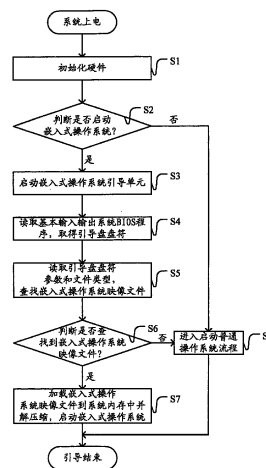 系统上电
初始化硬件
S1
判断是否启动
嵌入式操作系统?
S2
否
是
启动嵌入式操作系统引导单元
S3
读取基本输入输出系统BIOS程
序,取得引导盘盘符
S4
读取引导盘盘符
参数和文件类型,
查找嵌入式操作系统映像文件
S5
判断是否查
找到嵌入式操作系统
映像文件?
S6
否
进入启动普通
操作系统流程
S
是
加载嵌入式操作
系统映像文件到系统内存中并
解压缩,启动嵌入式操作系统
S7
引导结束